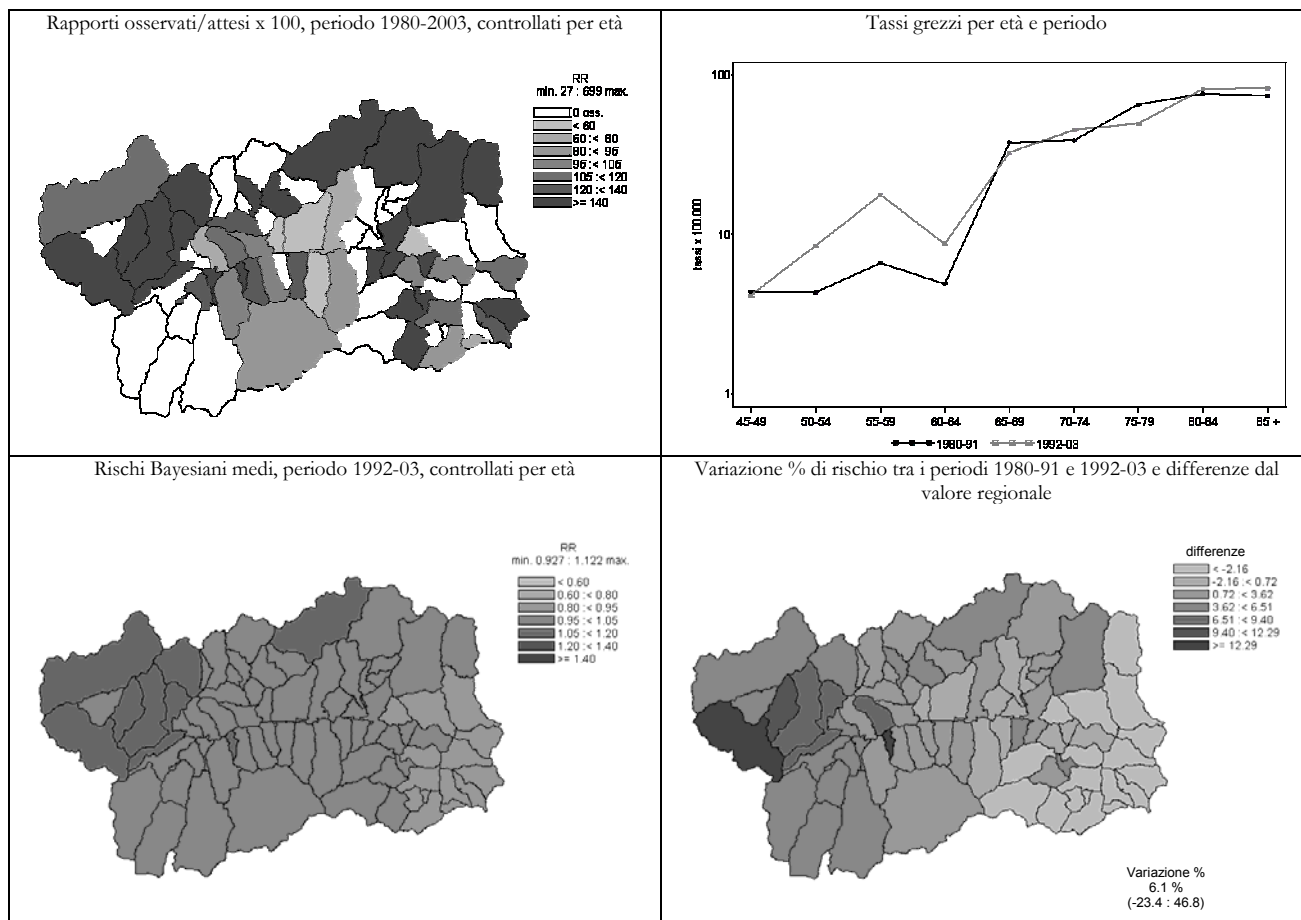 Rapporti osservati/attesi x 100, periodo 1980-2003, controllati per età
RR
min. 27 : 699 max.
0 oss.
< 60
60 :< 80
80 :< 95
95 :< 105
105 :< 120
120 :< 140
>= 140
Tassi grezzi per età e periodo
100
10
1
tassi x 100.000
45-49
50-54
55-59
60-64
65-69
70-74
75-79
80-84
85 +
1980-91
1992-03
Rischi Bayesiani medi, periodo 1992-03, controllati per età
RR
min. 0.927 : 1.122 max.
< 0.60
0.60 :< 0.80
0.80 :< 0.95
0.95 :< 1.05
1.05 :< 1.20
1.20 :< 1.40
>= 1.40
Variazione % di rischio tra i periodi 1980-91 e 1992-03 e differenze dal
valore regionale
differenze
< -2.16
-2.16 :< 0.72
0.72 :< 3.62
3.62 :< 6.51
6.51 :< 9.40
9.40 :< 12.29
>= 12.29
Variazione %
6.1 %
(-23.4 : 46.8)